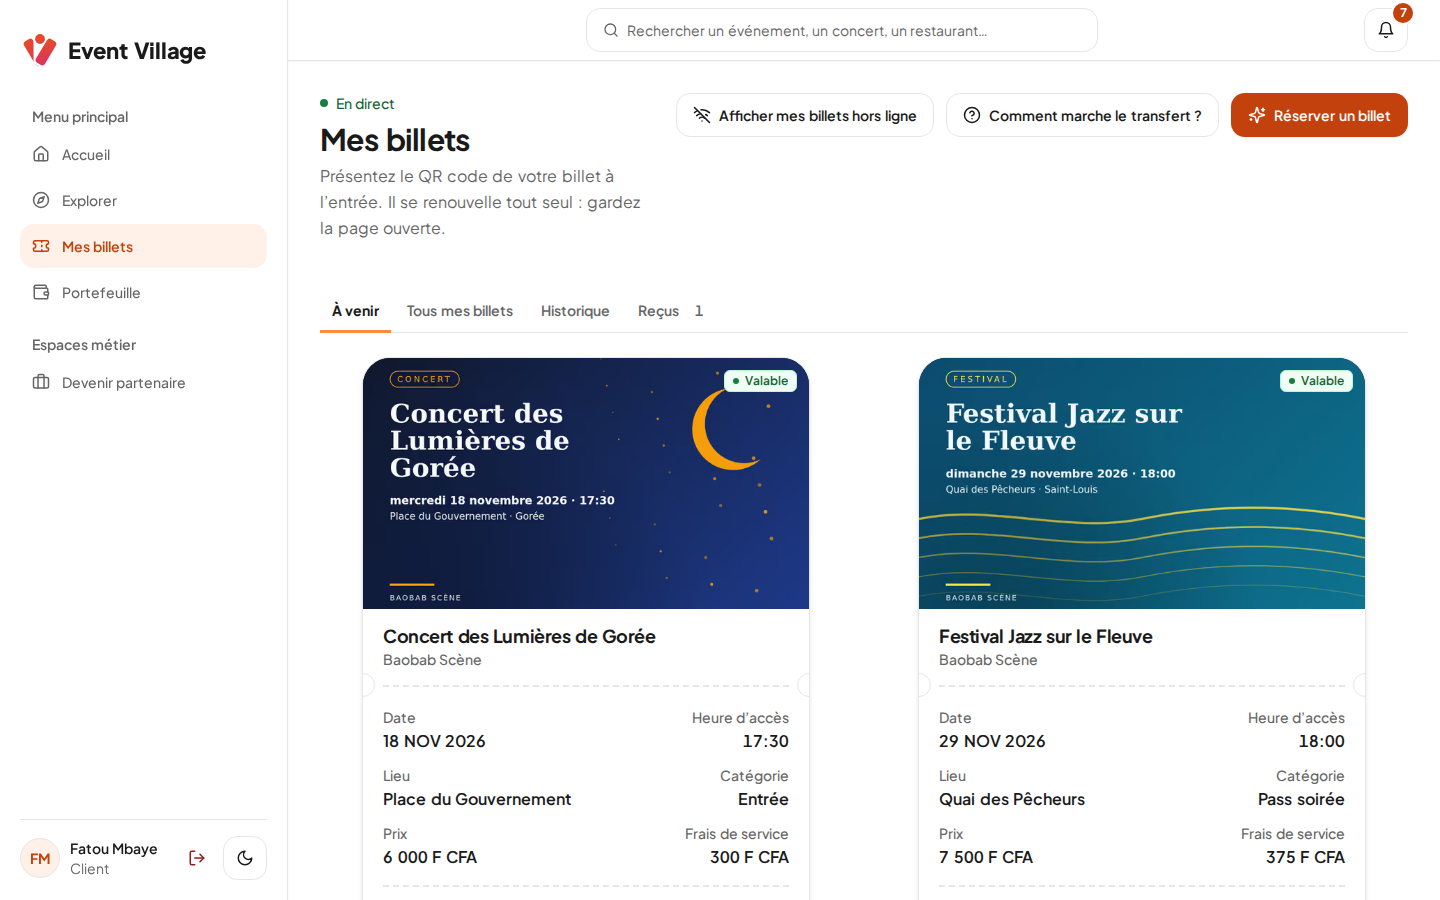 Event Village
Rechercher un événement, un concert, un restaurant...
7
Menu principal
Accueil
Explorer
Mes billets
Portefeuille
Espaces métier
Devenir partenaire
FM
Fatou Mbaye
Client
En direct
Mes billets
Présentez le QR code de votre billet à
l’entrée. Il se renouvelle tout seul : gardez
la page ouverte.
Afficher mes billets hors ligne
Comment marche le transfert ?
Réserver un billet
À venir
Tous mes billets
Historique
Reçus 1
CONCERT
Valable
Concert des
Lumières de
Gorée
mercredi 18 novembre 2026 · 17:30
Place du Gouvernement · Gorée
BAOBAB SCÈNE
Concert des Lumières de Gorée
Baobab Scène
Date Heure d’accès
18 NOV 2026 17:30
Lieu Catégorie
Place du Gouvernement Entrée
Prix Frais de service
6 000 F CFA 300 F CFA
FESTIVAL
Valable
Festival Jazz sur
le Fleuve
dimanche 29 novembre 2026 · 18:00
Quai des Pêcheurs · Saint-Louis
BAOBAB SCÈNE
Festival Jazz sur le Fleuve
Baobab Scène
Date Heure d’accès
29 NOV 2026 18:00
Lieu Catégorie
Quai des Pêcheurs Pass soirée
Prix Frais de service
7 500 F CFA 375 F CFA